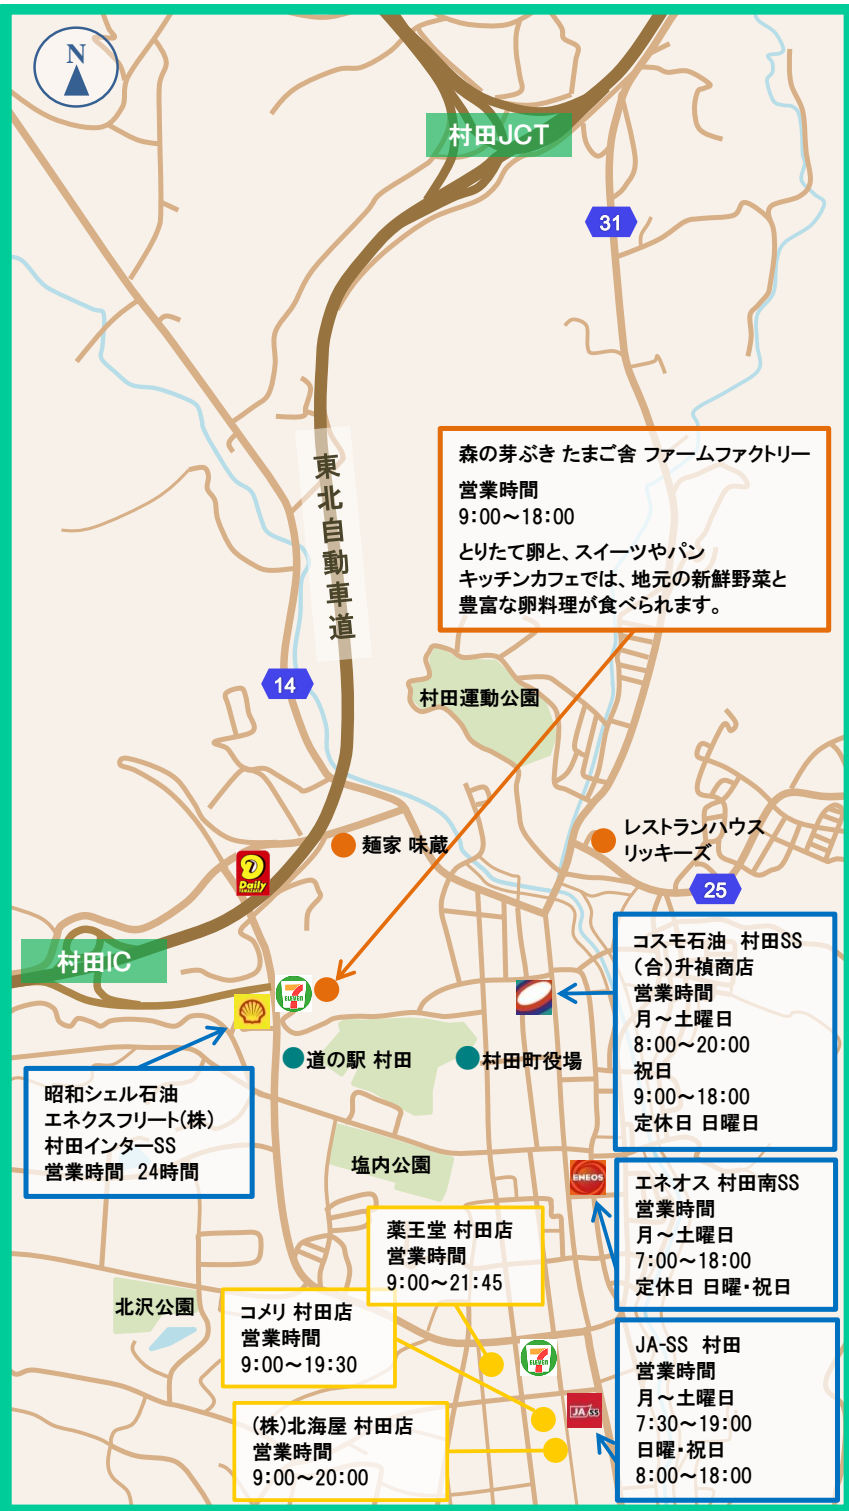 N
村田JCT
31
東北自動車道
森の芽ぶき たまご舎 ファームファクトリー
営業時間
9:00～18:00
とりたて卵と、スイーツやパン
キッチンカフェでは、地元の新鮮野菜と
豊富な卵料理が食べられます。
14
村田運動公園
麺家 味蔵
レストランハウス
リッキーズ
Daily
25
村田IC
7
ELEVEN
コスモ石油 村田SS
(合)升禎商店
営業時間
月～土曜日
8:00～20:00
祝日
9:00～18:00
定休日 日曜日
道の駅 村田
村田町役場
昭和シェル石油
エネクスフリート(株)
村田インターSS
営業時間 24時間
塩内公園
ENEOS
エネオス 村田南SS
営業時間
月～土曜日
7:00～18:00
定休日 日曜・祝日
薬王堂 村田店
営業時間
9:00～21:45
北沢公園
コメリ 村田店
営業時間
9:00～19:30
7
ELEVEN
JA-SS 村田
営業時間
月～土曜日
7:30～19:00
日曜・祝日
8:00～18:00
JA-SS
(株)北海屋 村田店
営業時間
9:00～20:00